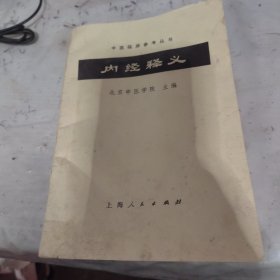 中医临床参考丛书
内经释义
北京中医学院 主编
上海人民出版社